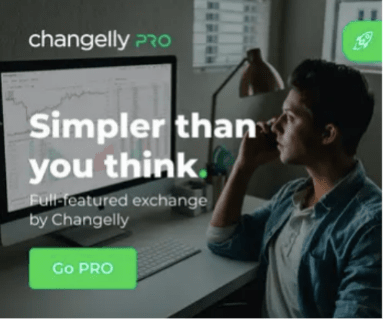 changelly PRO
Simpler than
you think.
Full-featured exchange
by Changelly
Go PRO